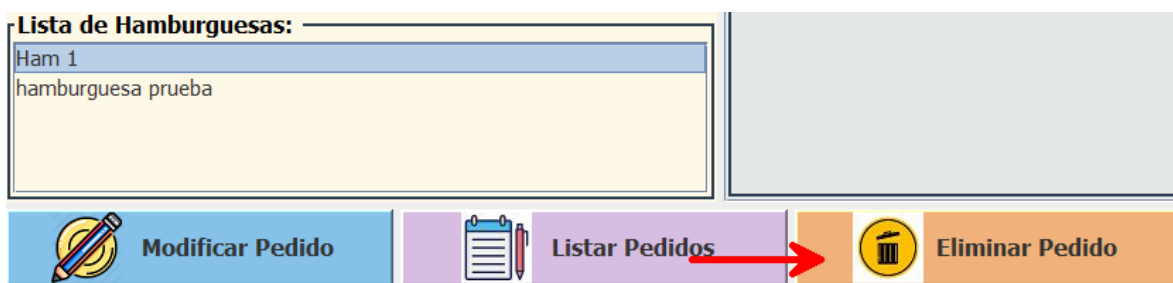 Lista de Hamburguesas:
Ham 1
hamburguesa prueba
Modificar Pedido
Listar Pedidos
Eliminar Pedido